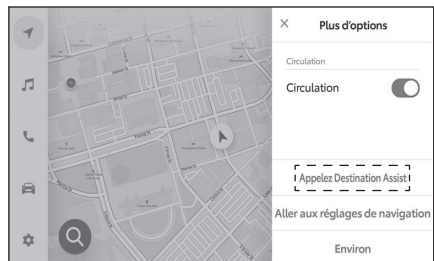 Plus d'options
Circulation
Circulation
Appelez Destination Assist
Aller aux réglages de navigation
Environ